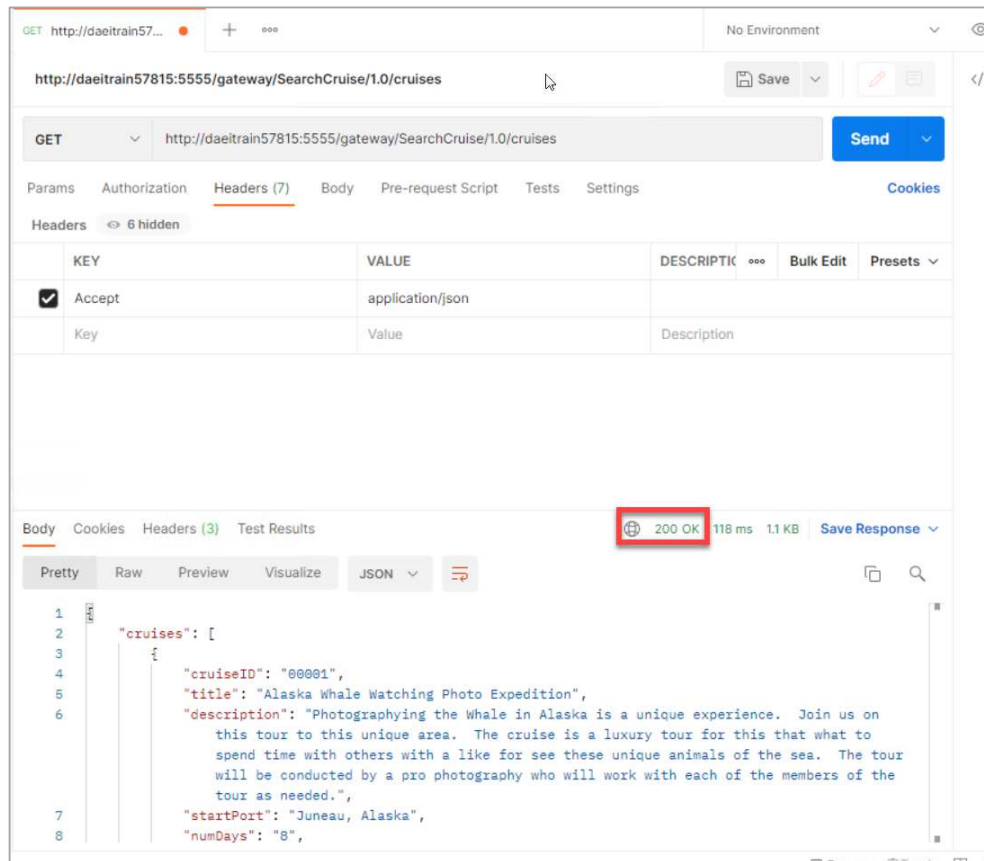 GET http://daeitrain57... No Environment
http://daeitrain57815:5555/gateway/SearchCruise/1.0/cruises Save </
GET http://daeitrain57815:5555/gateway/SearchCruise/1.0/cruises Send
Params Authorization Headers (7) Body Pre-request Script Tests Settings Cookies
Headers 6 hidden
KEY VALUE DESCRIPTIC ooo Bulk Edit Presets
Accept application/json
Key Value Description
Body Cookies Headers (3) Test Results 200 OK 118 ms 1.1 KB Save Response
Pretty Raw Preview Visualize JSON
1 {
2 "cruises": [
3 {
4 "cruiseID": "00001",
5 "title": "Alaska Whale Watching Photo Expedition",
6 "description": "Photographying the Whale in Alaska is a unique experience.  Join us on
this tour to this unique area.  The cruise is a luxury tour for this that what to
spend time with others with a like for see these unique animals of the sea.  The tour
will be conducted by a pro photography who will work with each of the members of the
tour as needed.",
7 "startPort": "Juneau, Alaska",
8 "numDays": "8",